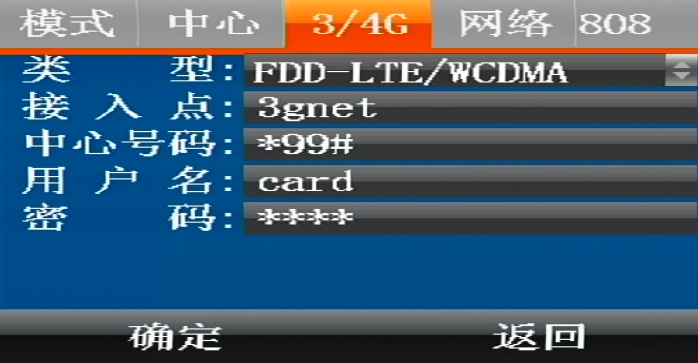 模式 中心 3/4G 网络 808
类 型: FDD-LTE/WCDMA
接 入 点: 3gnet
中心号码: *99#
用 户 名: card
密 码: ****
确定 返回